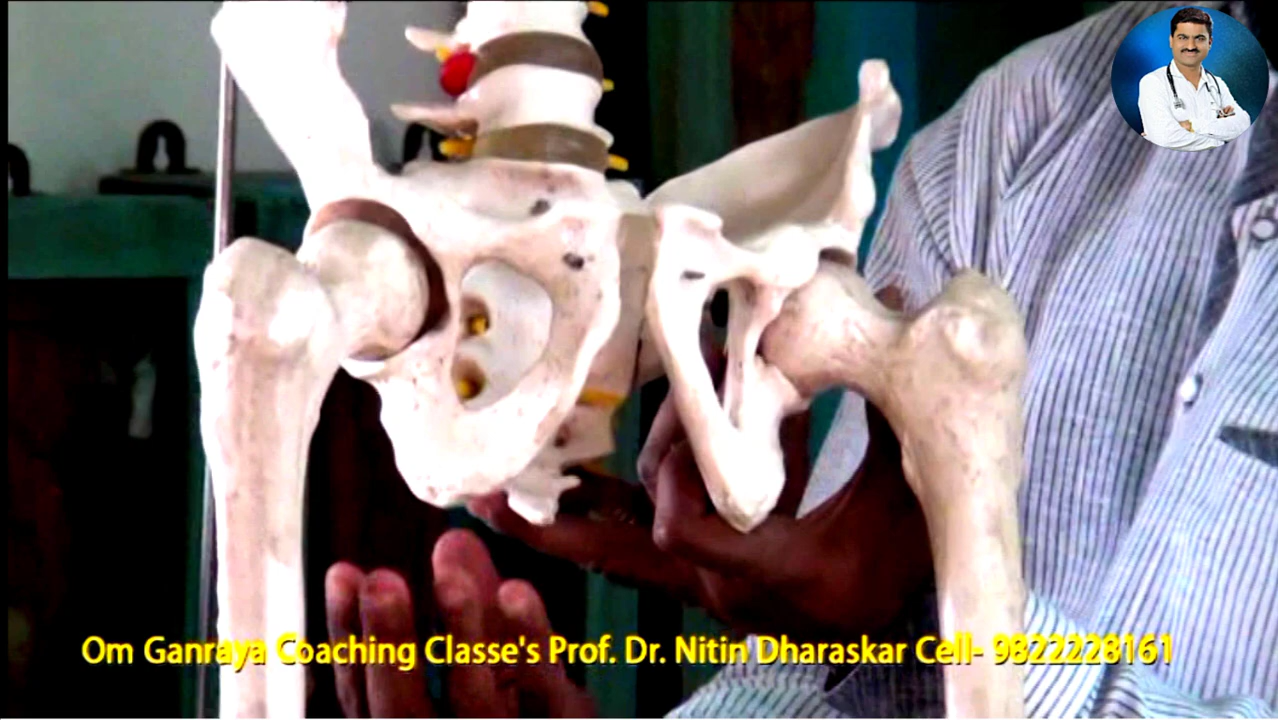 Om Ganraya Coaching Classe's Prof. Dr. Nitin Dharaskar Cell- 9822228161